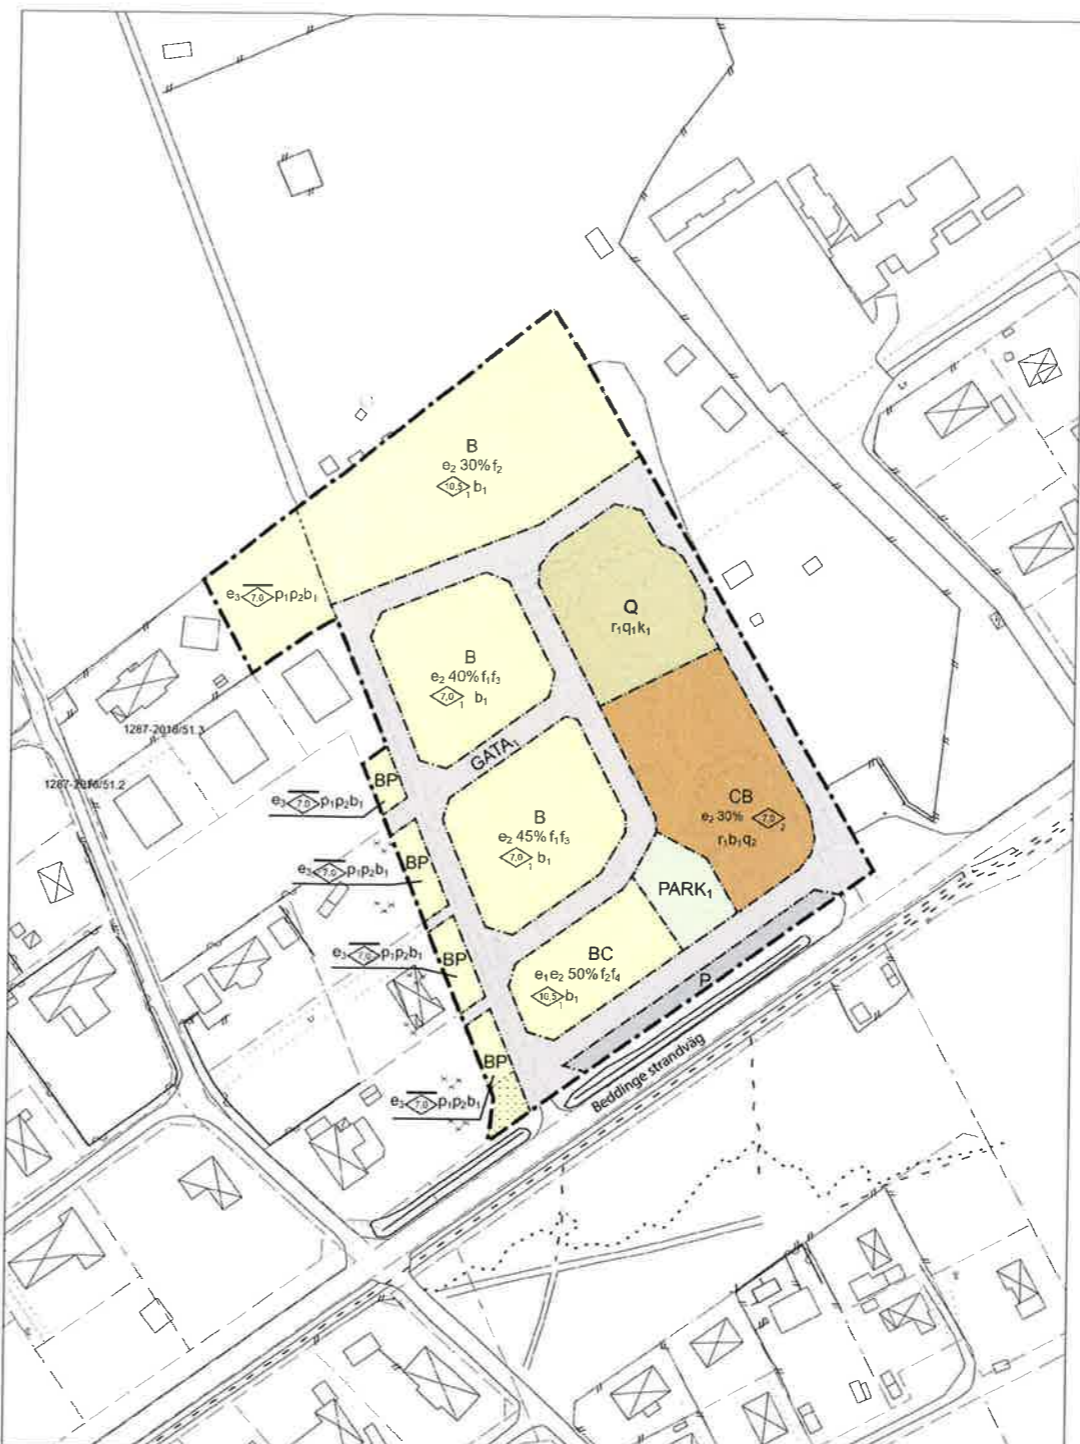 B
e₂ 30% f₂
10,5 1 b₁
e₃ 7,0 p₁p₂b₁
Q
r₁q₁k₁
B
e₂ 40% f₁f₃
7,0 1 b₁
1287-2016/51.3
GATA₁
1287-2016/51.2
BP
e₃ 7,0 p₁p₂b₁
CB
e₂ 30% 7,0 2
r₁b₁q₂
B
e₂ 45% f₁f₃
7,0 1 b₁
BP
e₃ 7,0 p₁p₂b₁
PARK₁
BP
e₃ 7,0 p₁p₂b₁
BC
e₁e₂ 50% f₂f₄
10,5 1 b₁
P
BP
e₃ 7,0 p₁p₂b₁
Beddinge strandväg